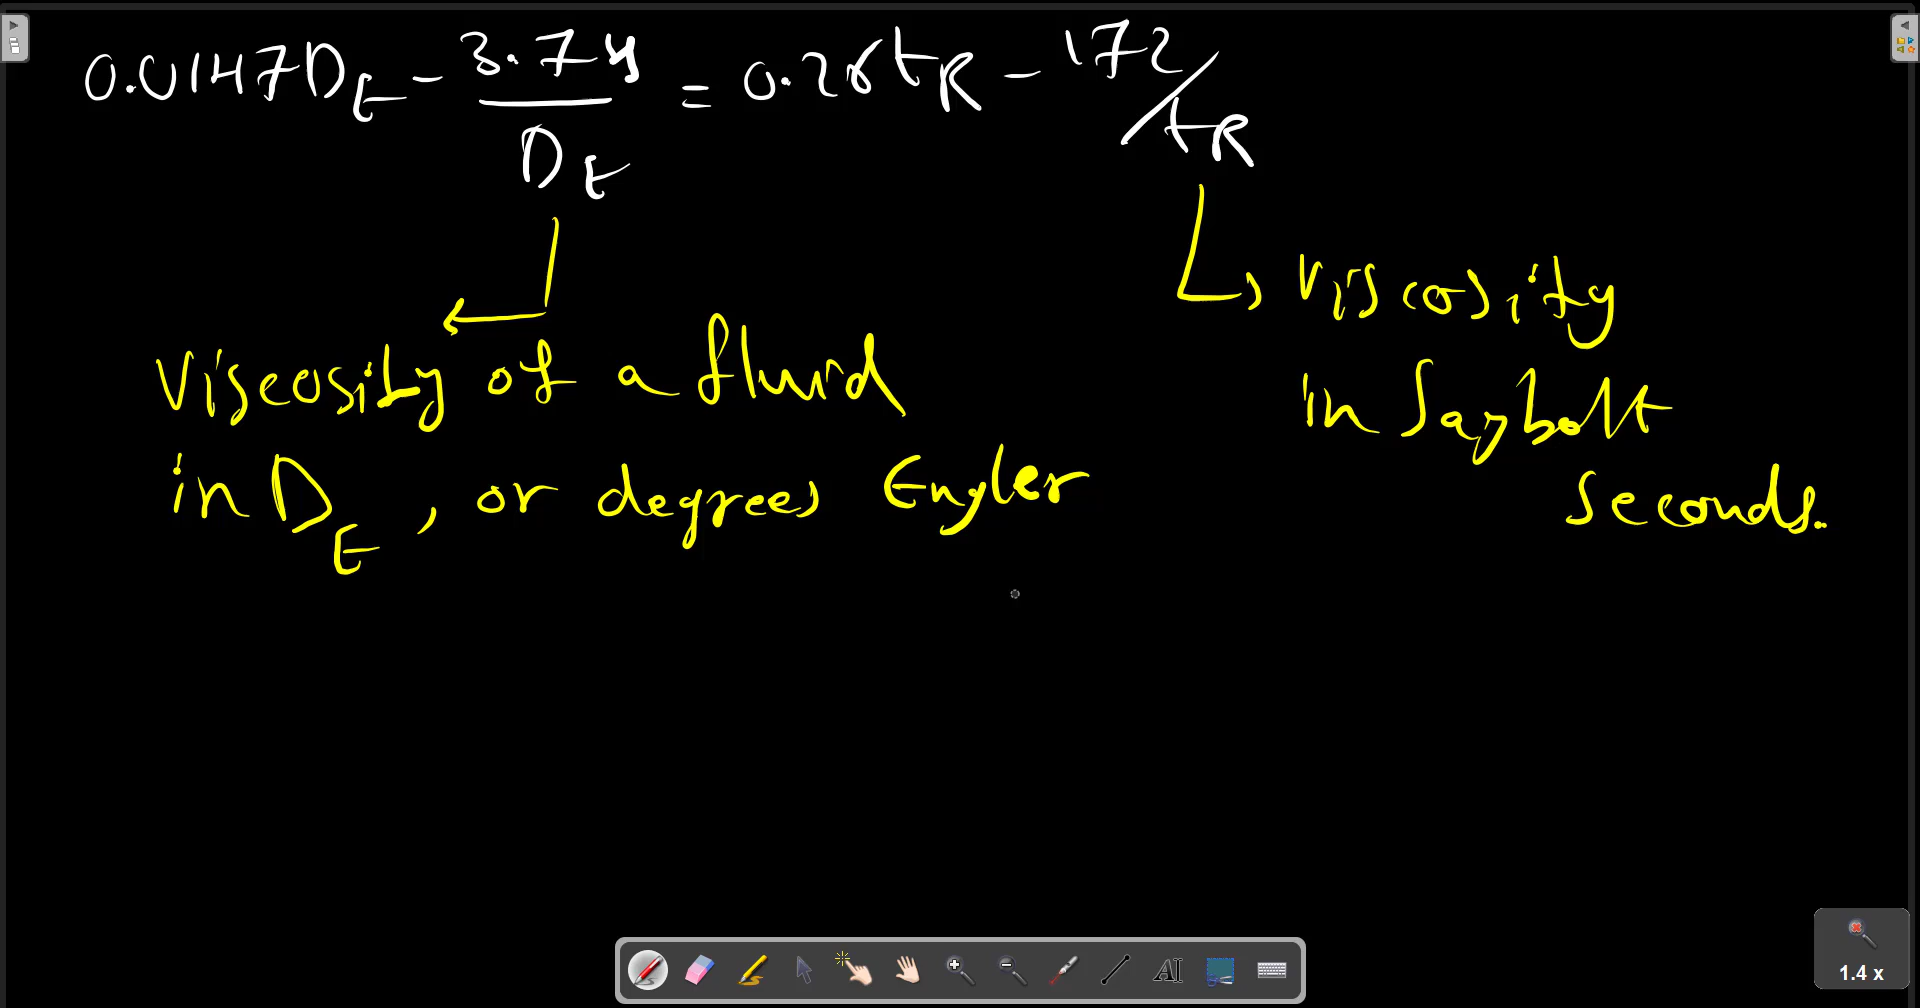 0.0147D_E - 3.74/D_E = 0.26t_R - 172/t_R
Viscosity of a fluid
in D_E, or degrees Engler
Viscosity
in Saybolt
seconds.
AI
1.4 x